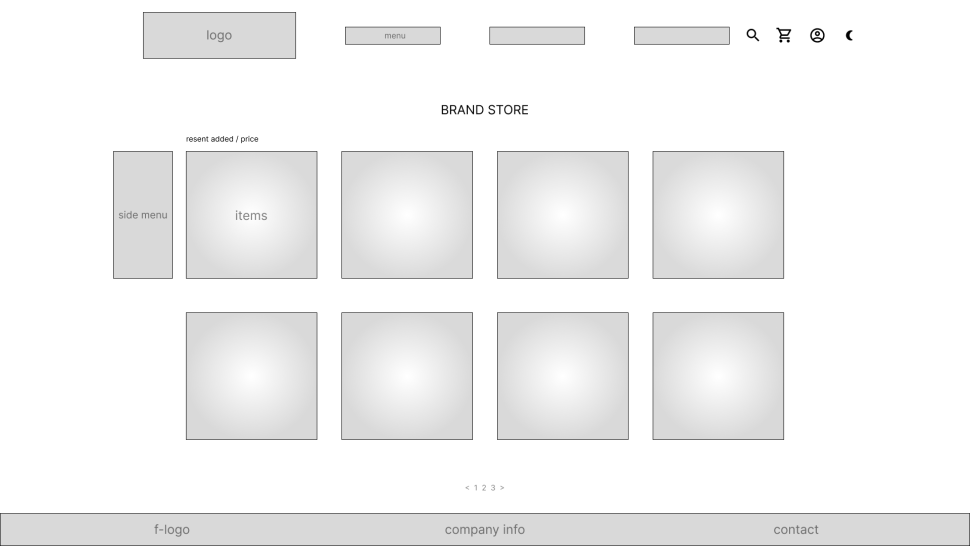 logo
menu
BRAND STORE
resent added / price
side menu
items
< 1 2 3 >
f-logo
company info
contact